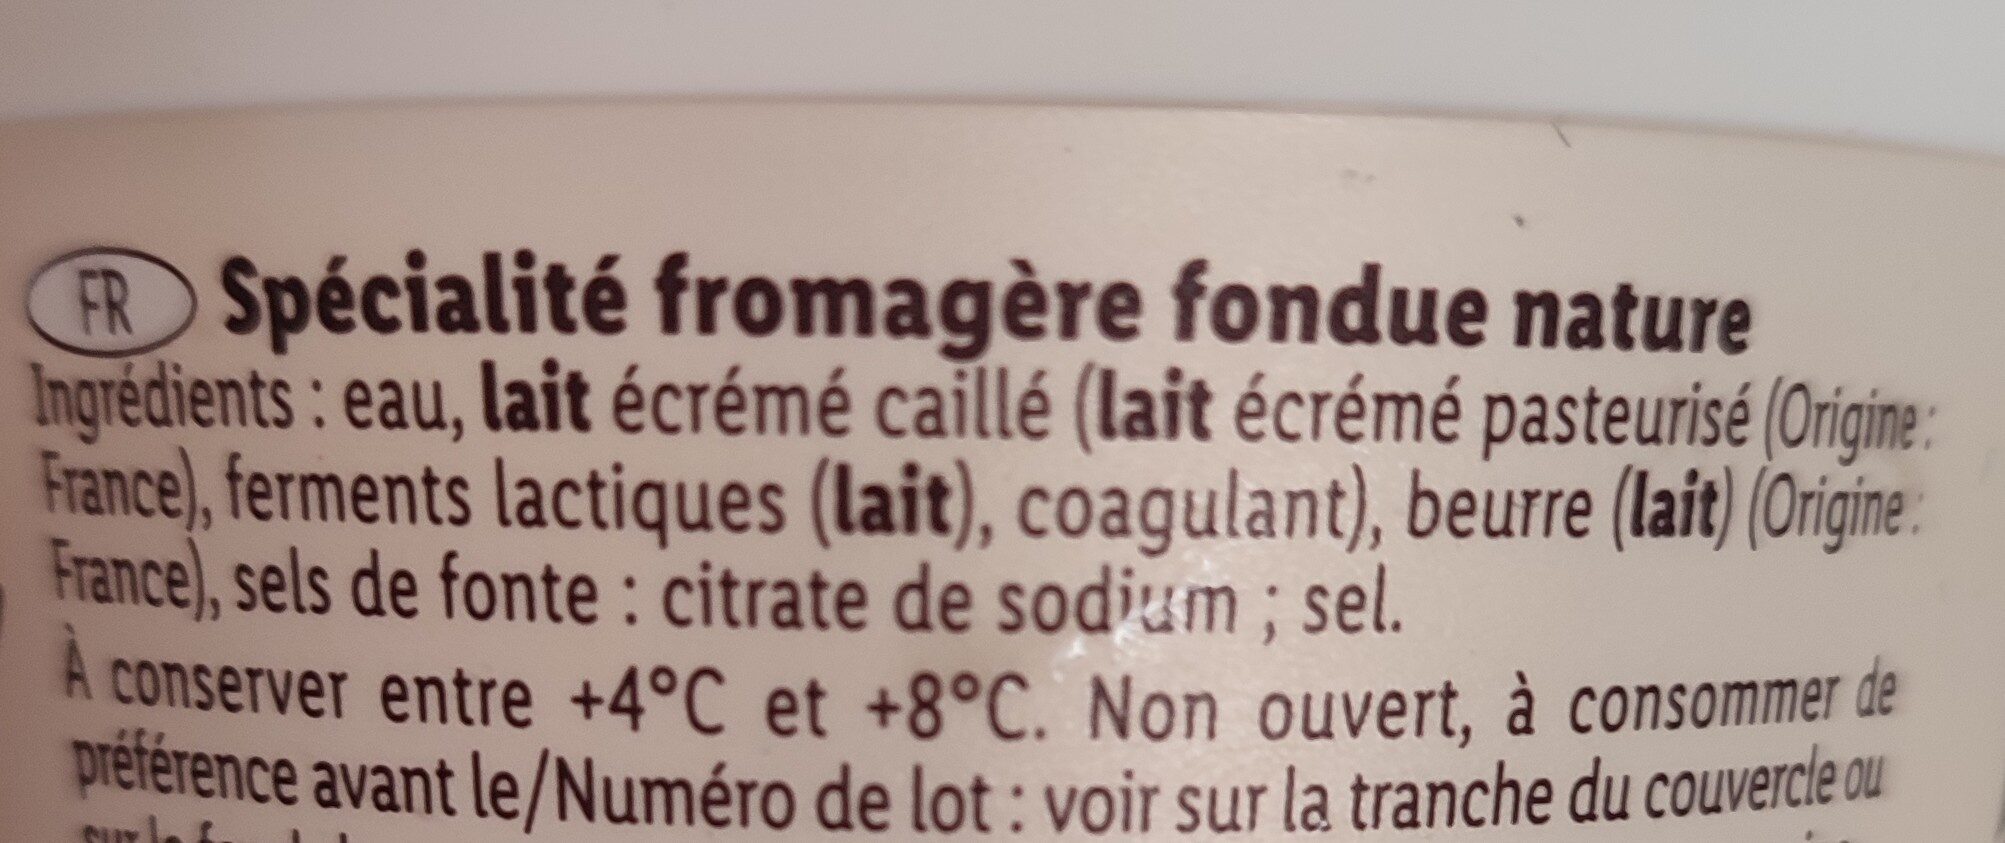 FR Spécialité fromagère fondue nature
Ingrédients : eau, lait écrémé caillé (lait écrémé pasteurisé (Origine :
France), ferments lactiques (lait), coagulant), beurre (lait) (Origine :
France), sels de fonte : citrate de sodium ; sel.
À conserver entre +4°C et +8°C. Non ouvert, à consommer de
préférence avant le/Numéro de lot : voir sur la tranche du couvercle ou